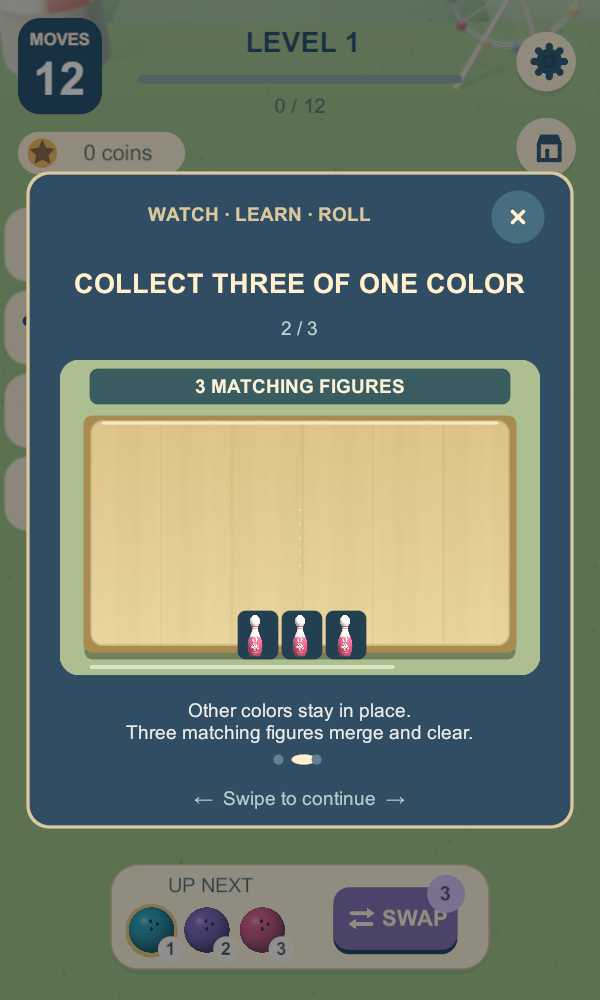 MOVES
12
LEVEL 1
0 / 12
0 coins
WATCH · LEARN · ROLL
×
COLLECT THREE OF ONE COLOR
2 / 3
3 MATCHING FIGURES
Other colors stay in place.
Three matching figures merge and clear.
← Swipe to continue →
UP NEXT
1
2
3
SWAP
3